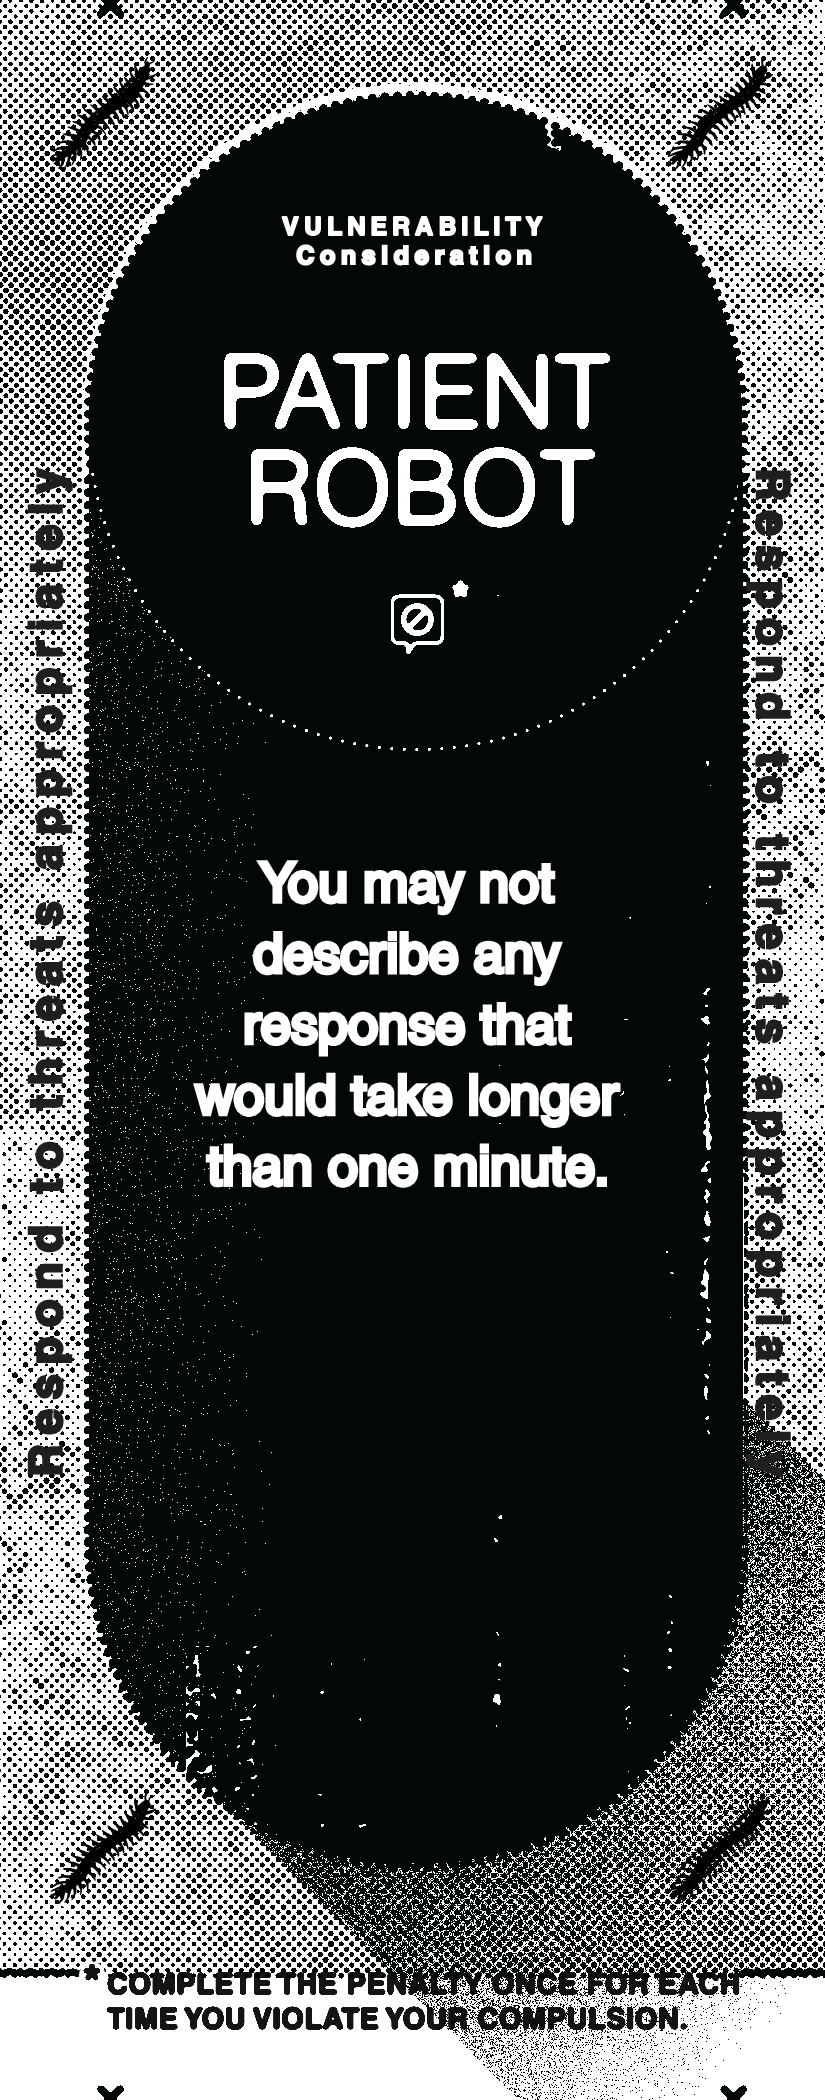 VULNERABILITY
Consideration
PATIENT
ROBOT
You may not
describe any
response that
would take longer
than one minute.
Respond to threats appropriately
Respond to threats appropriately
* COMPLETE THE PENALTY ONCE FOR EACH
TIME YOU VIOLATE YOUR COMPULSION.